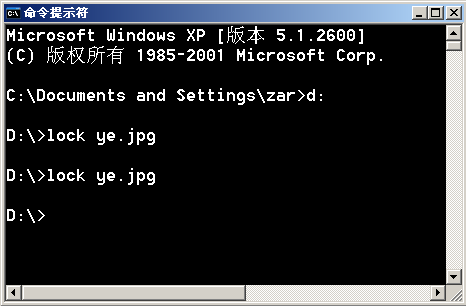 命令提示符
Microsoft Windows XP [版本 5.1.2600]
(C) 版权所有 1985-2001 Microsoft Corp.
C:\Documents and Settings\zar>d:
D:\>lock ye.jpg
D:\>lock ye.jpg
D:\>